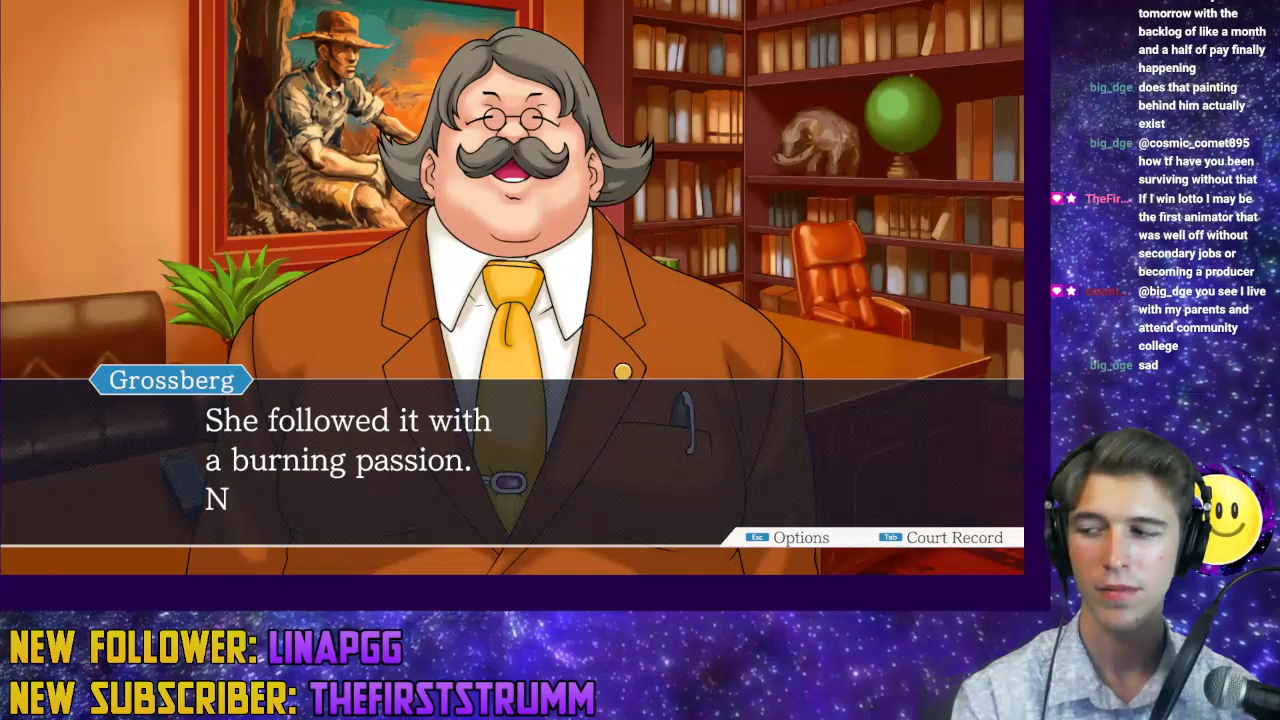 tomorrow with the
backlog of like a month
and a half of pay finally
happening
big_dge does that painting
behind him actually
exist
big_dge @cosmic_comet895
how tf have you been
surviving without that
TheFir... If I win lotto I may be
the first animator that
was well off without
secondary jobs or
becoming a producer
@big_dge you see I live
with my parents and
attend community
college
big_dge sad
Grossberg
She followed it with
a burning passion.
N
Esc Options
Tab Court Record
NEW FOLLOWER: LINAPGG
NEW SUBSCRIBER: THEFIRSTSTRUMM